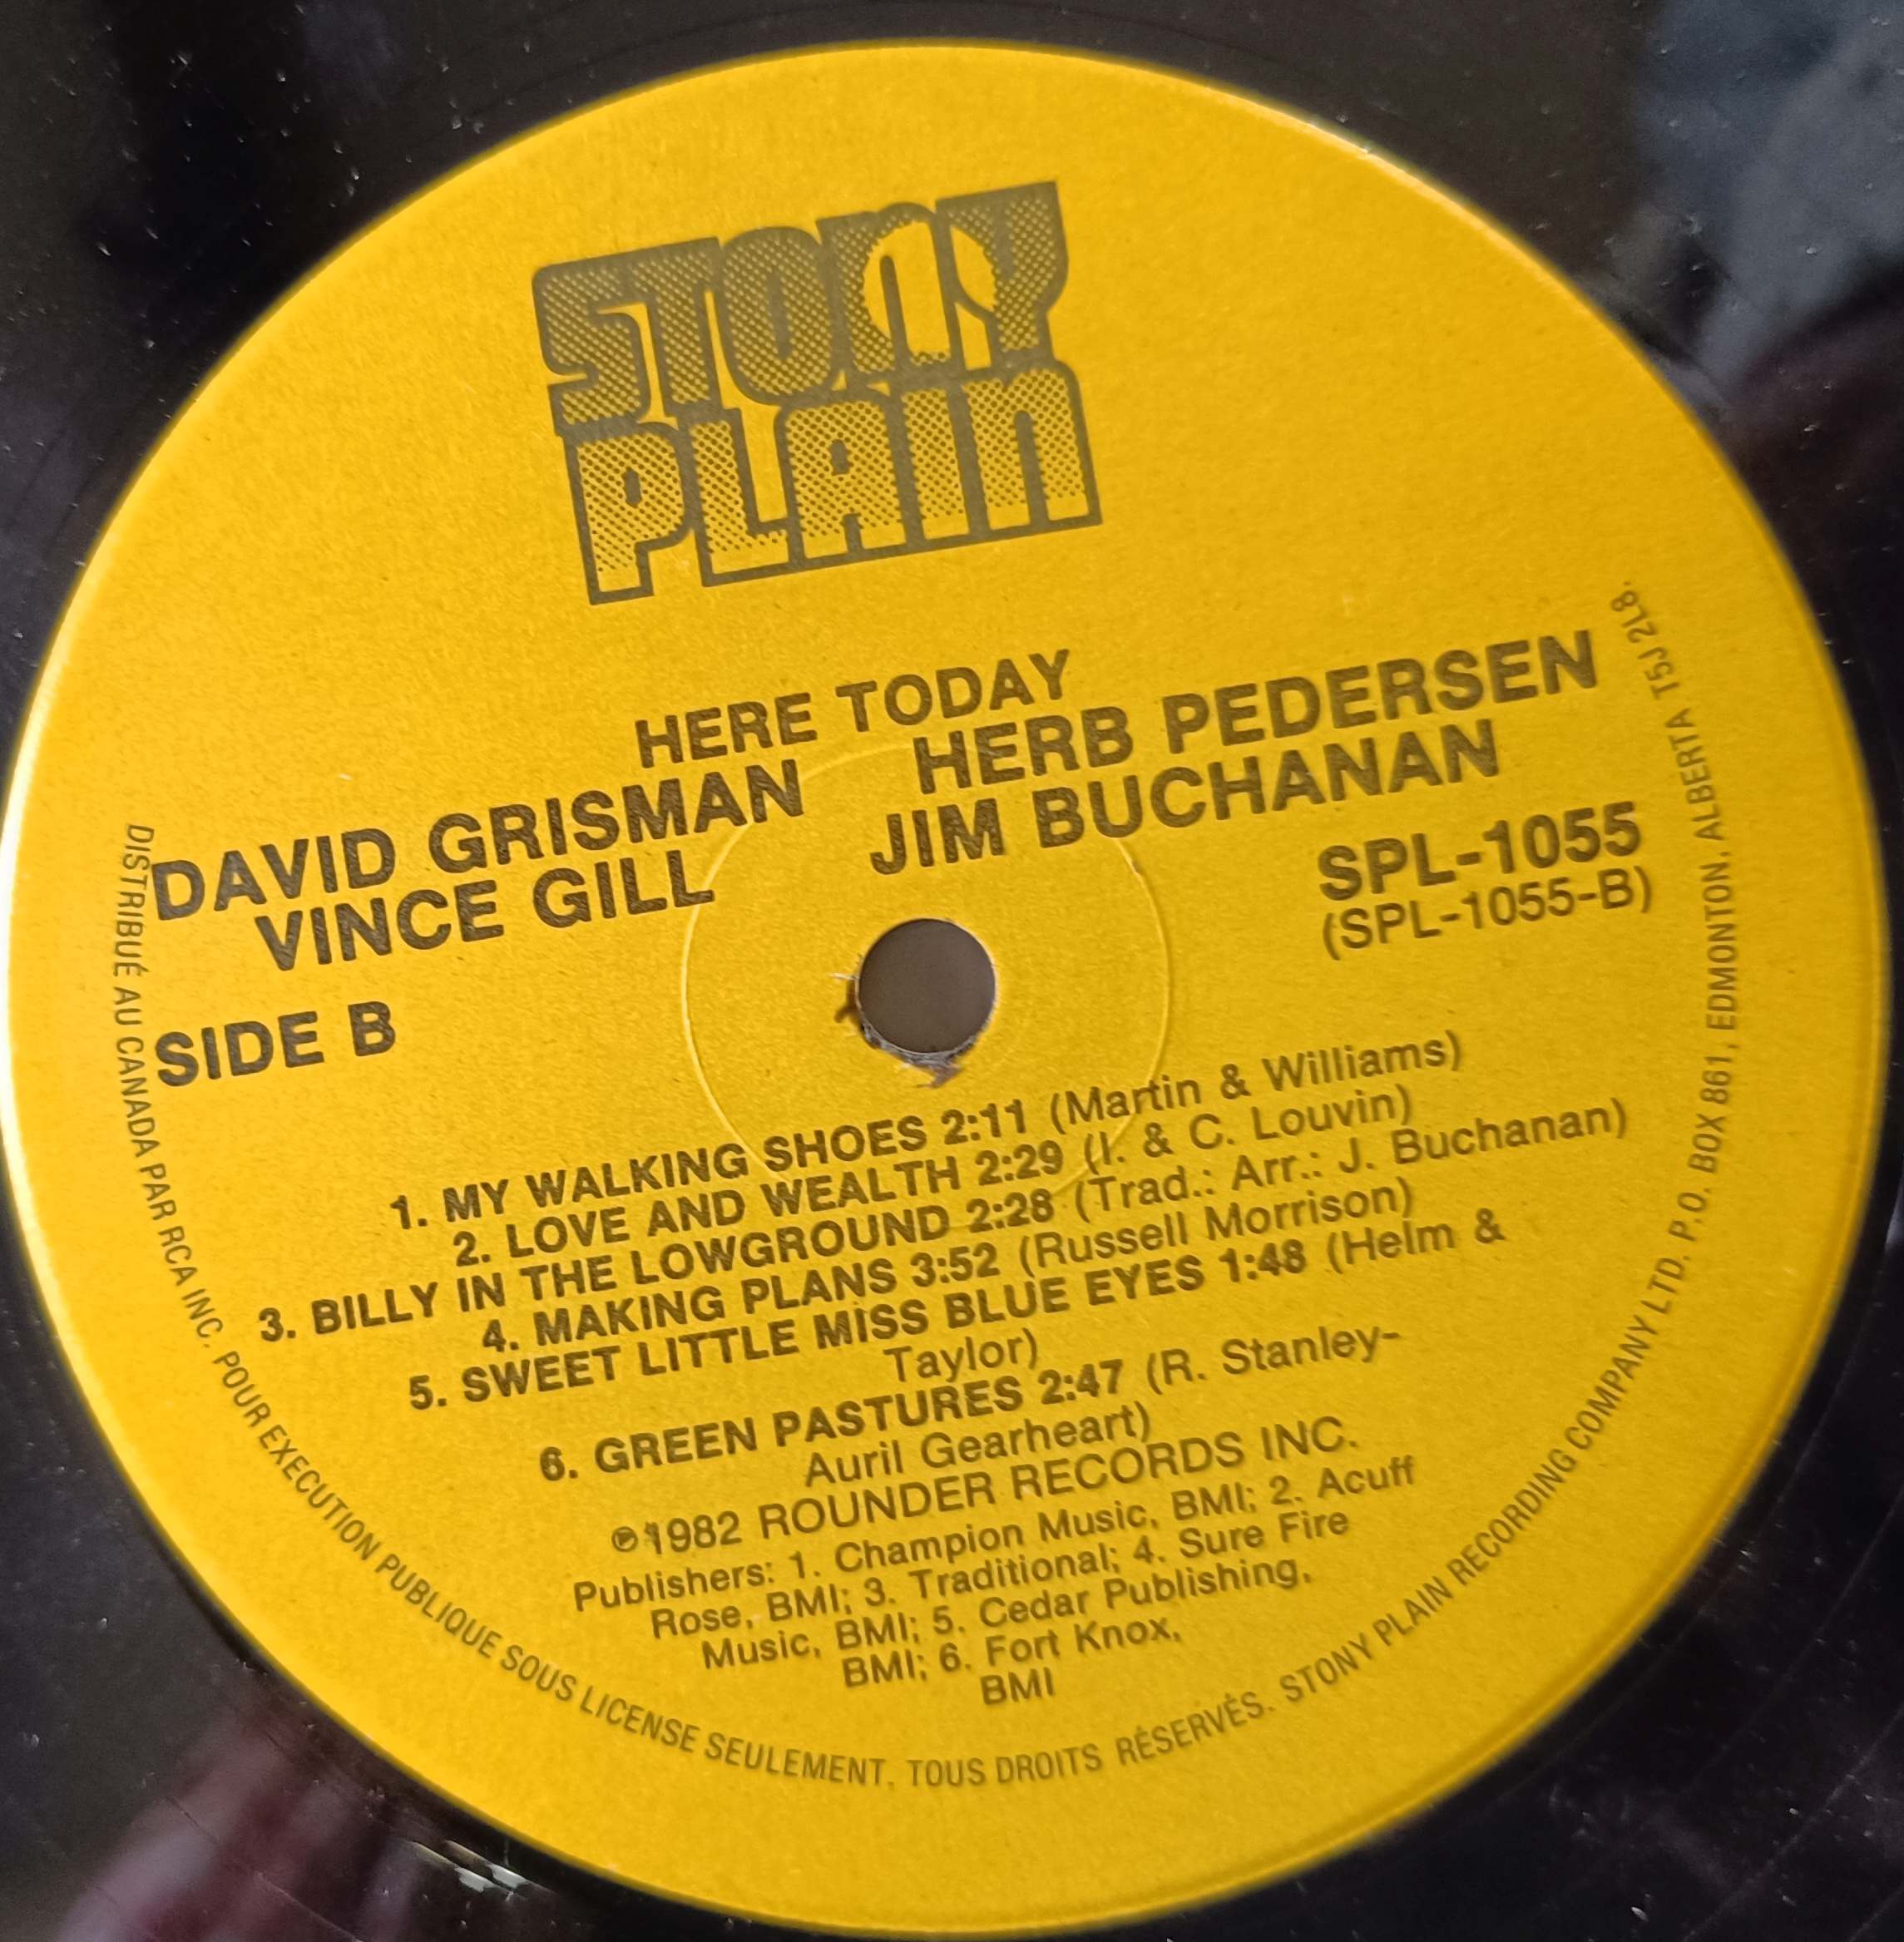 STONY
PLAIN
HERE TODAY
DAVID GRISMAN HERB PEDERSEN
VINCE GILL JIM BUCHANAN
SPL-1055
(SPL-1055-B)
SIDE B
1. MY WALKING SHOES 2:11 (Martin & Williams)
2. LOVE AND WEALTH 2:29 (I. & C. Louvin)
3. BILLY IN THE LOWGROUND 2:28 (Trad.: Arr.: J. Buchanan)
4. MAKING PLANS 3:52 (Russell Morrison)
5. SWEET LITTLE MISS BLUE EYES 1:48 (Helm &
Taylor)
6. GREEN PASTURES 2:47 (R. Stanley-
Auril Gearheart)
℗1982 ROUNDER RECORDS INC.
Publishers: 1. Champion Music, BMI; 2. Acuff
Rose, BMI; 3. Traditional; 4. Sure Fire
Music, BMI; 5. Cedar Publishing,
BMI; 6. Fort Knox,
BMI
DISTRIBUÉ AU CANADA PAR RCA INC. POUR EXECUTION PUBLIQUE SOUS LICENSE SEULEMENT. TOUS DROITS RÉSERVÉS. STONY PLAIN RECORDING COMPANY LTD. P.O. BOX 861, EDMONTON, ALBERTA T5J 2L8.